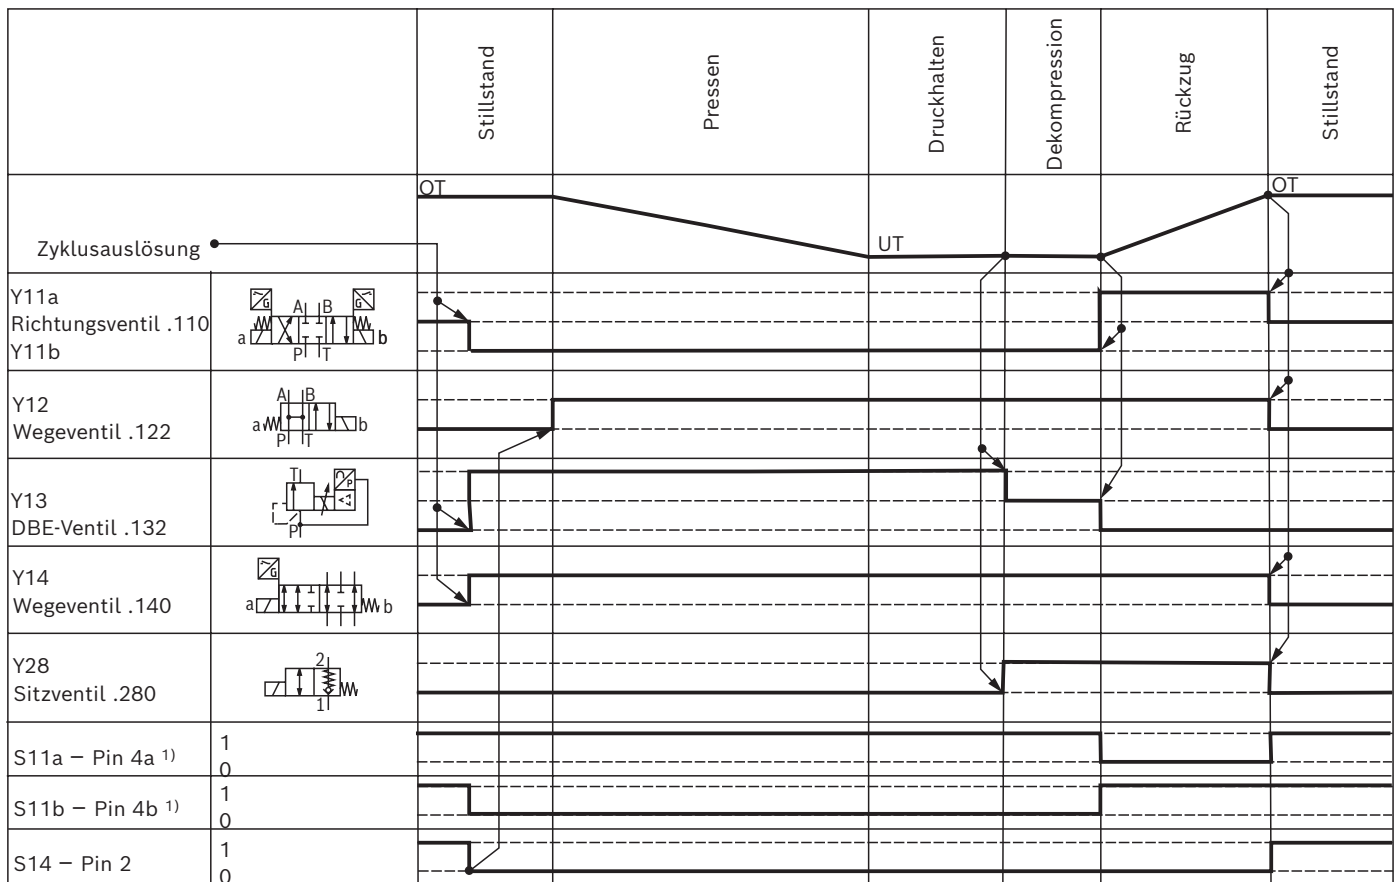 Stillstand
Pressen
Druckhalten
Dekompression
Rückzug
Stillstand
OT
OT
UT
Zyklusauslösung
Y11a
Richtungsventil .110
Y11b
G
G
A B
a b
P T
Y12
Wegeventil .122
A B
a b
P T
Y13
DBE-Ventil .132
T
P
P
Y14
Wegeventil .140
G
a b
Y28
Sitzventil .280
2
1
S11a – Pin 4a 1)
1
0
S11b – Pin 4b 1)
1
0
S14 – Pin 2
1
0